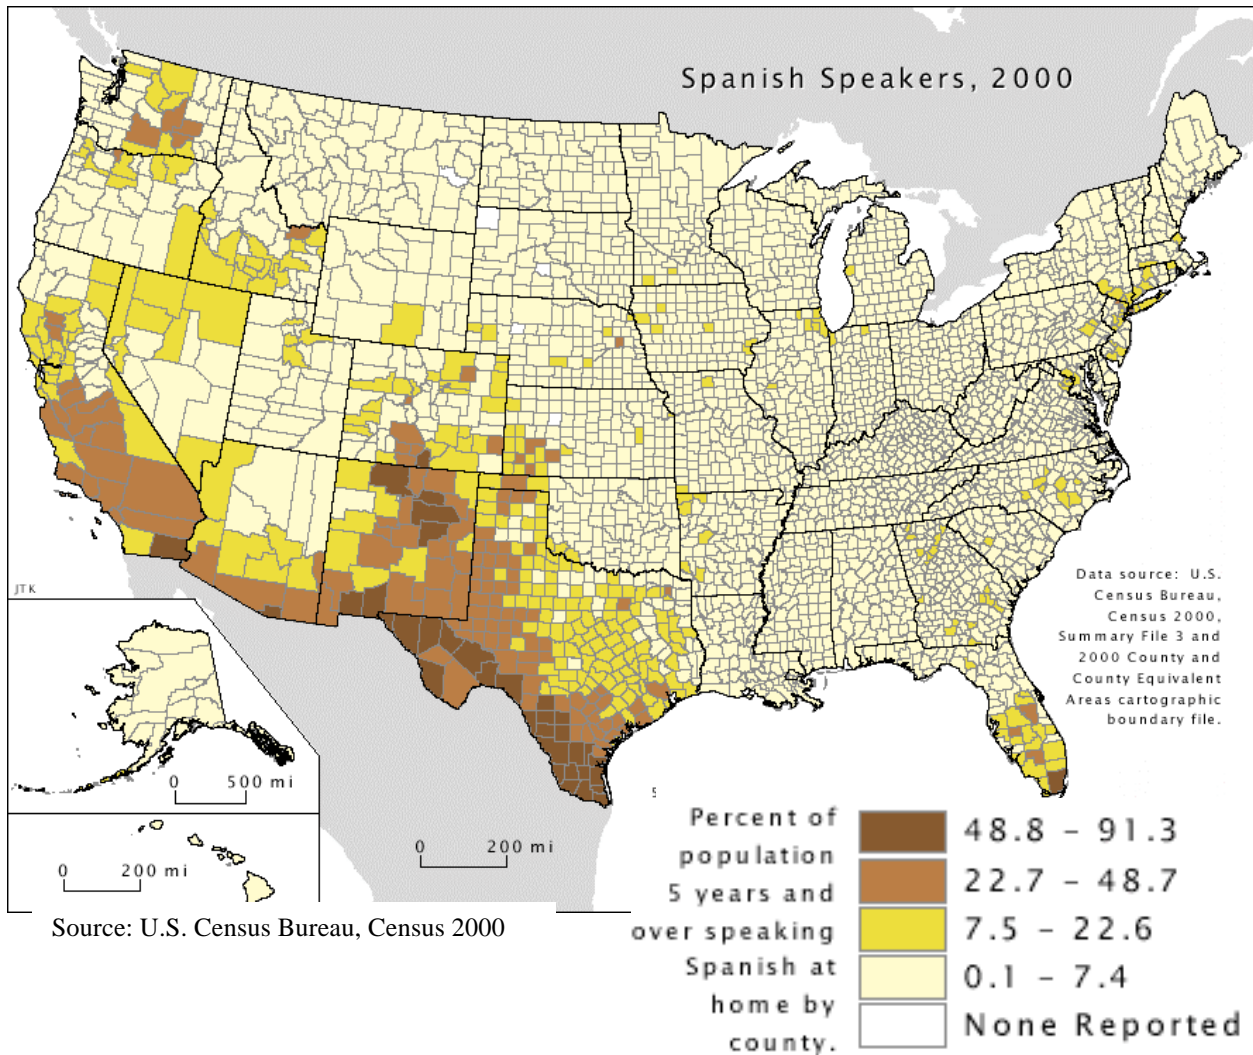 Spanish Speakers, 2000
Data source: U.S.
Census Bureau,
Census 2000,
Summary File 3 and
2000 County and
County Equivalent
Areas cartographic
boundary file.
JTK
0 500 mi
0 200 mi
0 200 mi
Source: U.S. Census Bureau, Census 2000
Percent of
population
5 years and
over speaking
Spanish at
home by
county.
48.8 – 91.3
22.7 – 48.7
7.5 – 22.6
0.1 – 7.4
None Reported